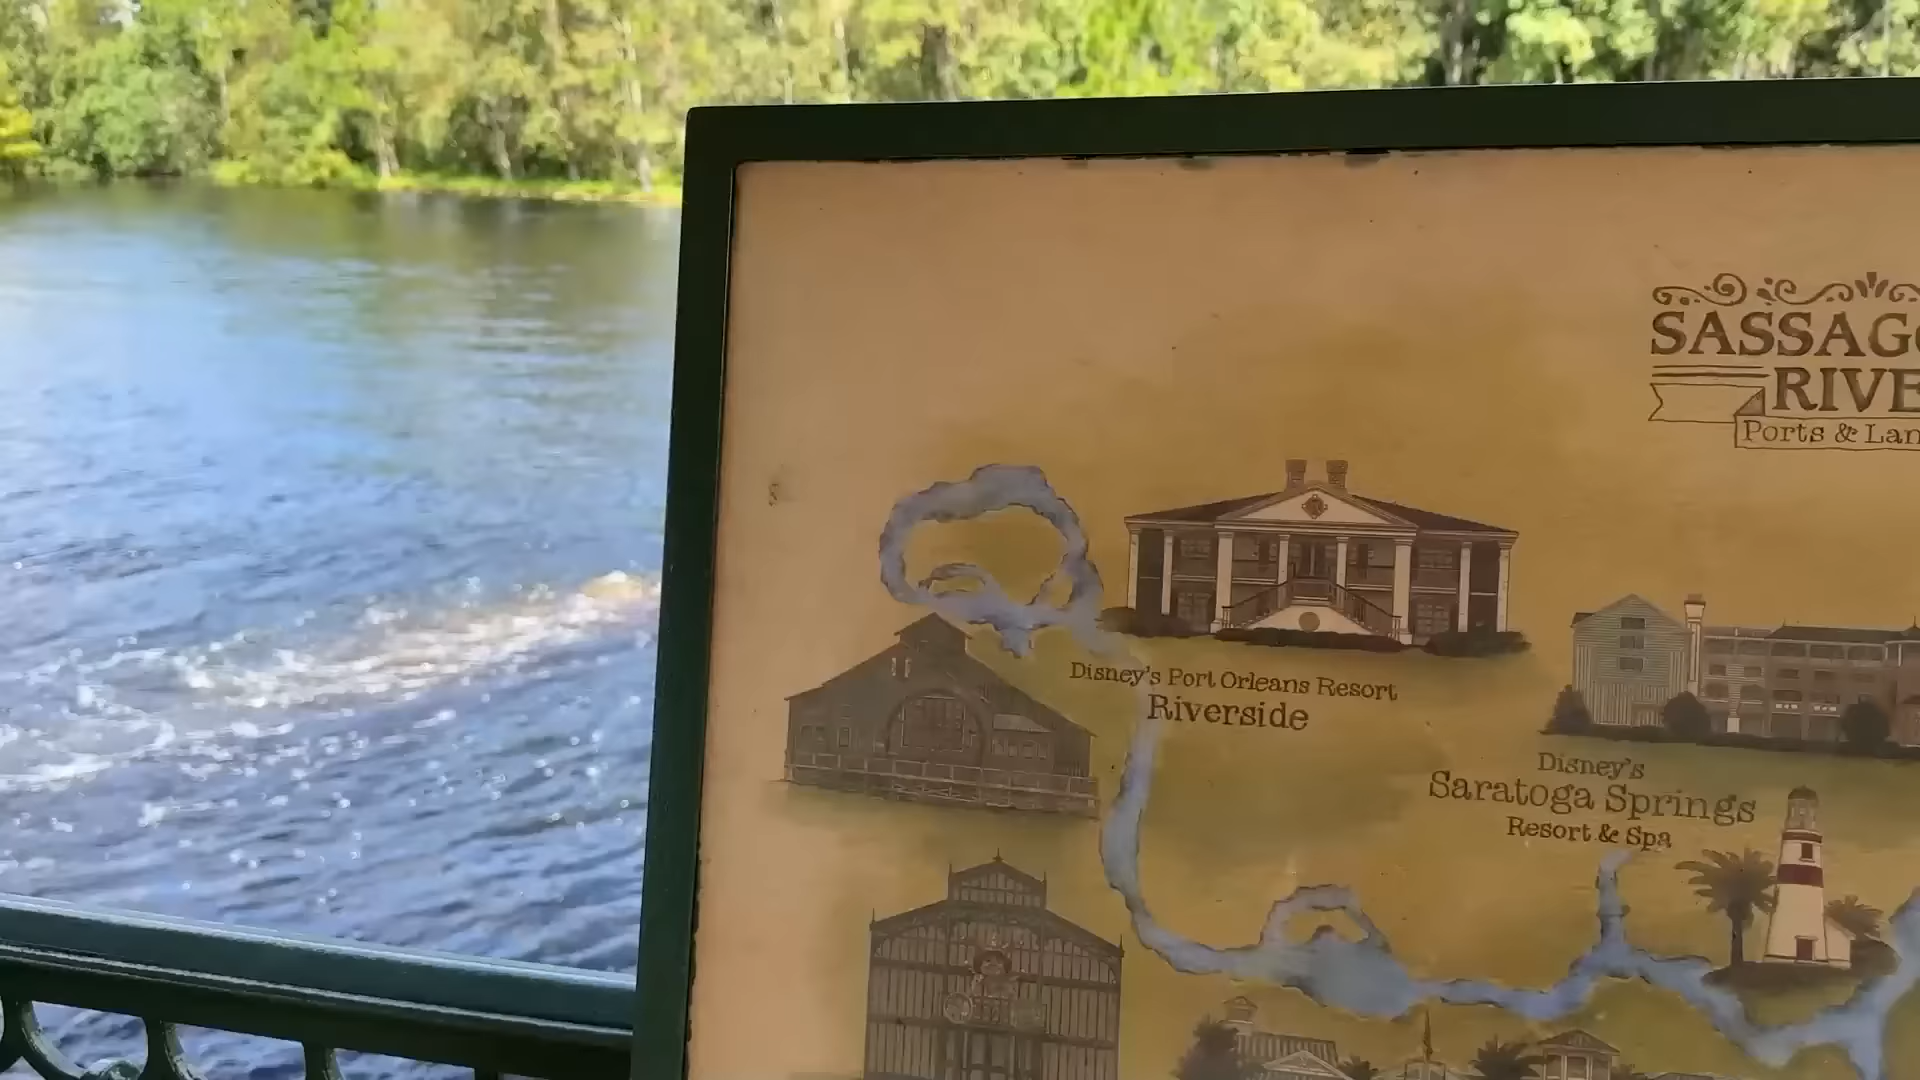 SASSAG
RIVE
Ports & Lan
Disney's Port Orleans Resort
Riverside
Disney's
Saratoga Springs
Resort & Spa